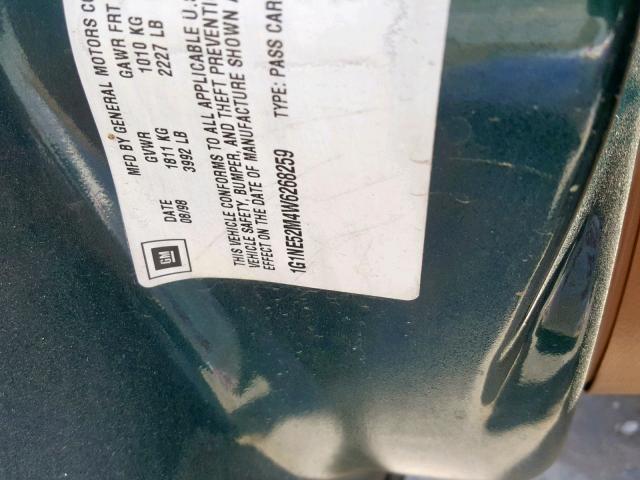 MFD BY GENERAL MOTORS CO
DATE GVWR GAWR FRT
08/98 1811 KG 1010 KG
3992 LB 2227 LB
GM
THIS VEHICLE CONFORMS TO ALL APPLICABLE U.S
VEHICLE SAFETY, BUMPER, AND THEFT PREVENTI
EFFECT ON THE DATE OF MANUFACTURE SHOWN A
1G1NE52M4W6268259 TYPE: PASS CAR